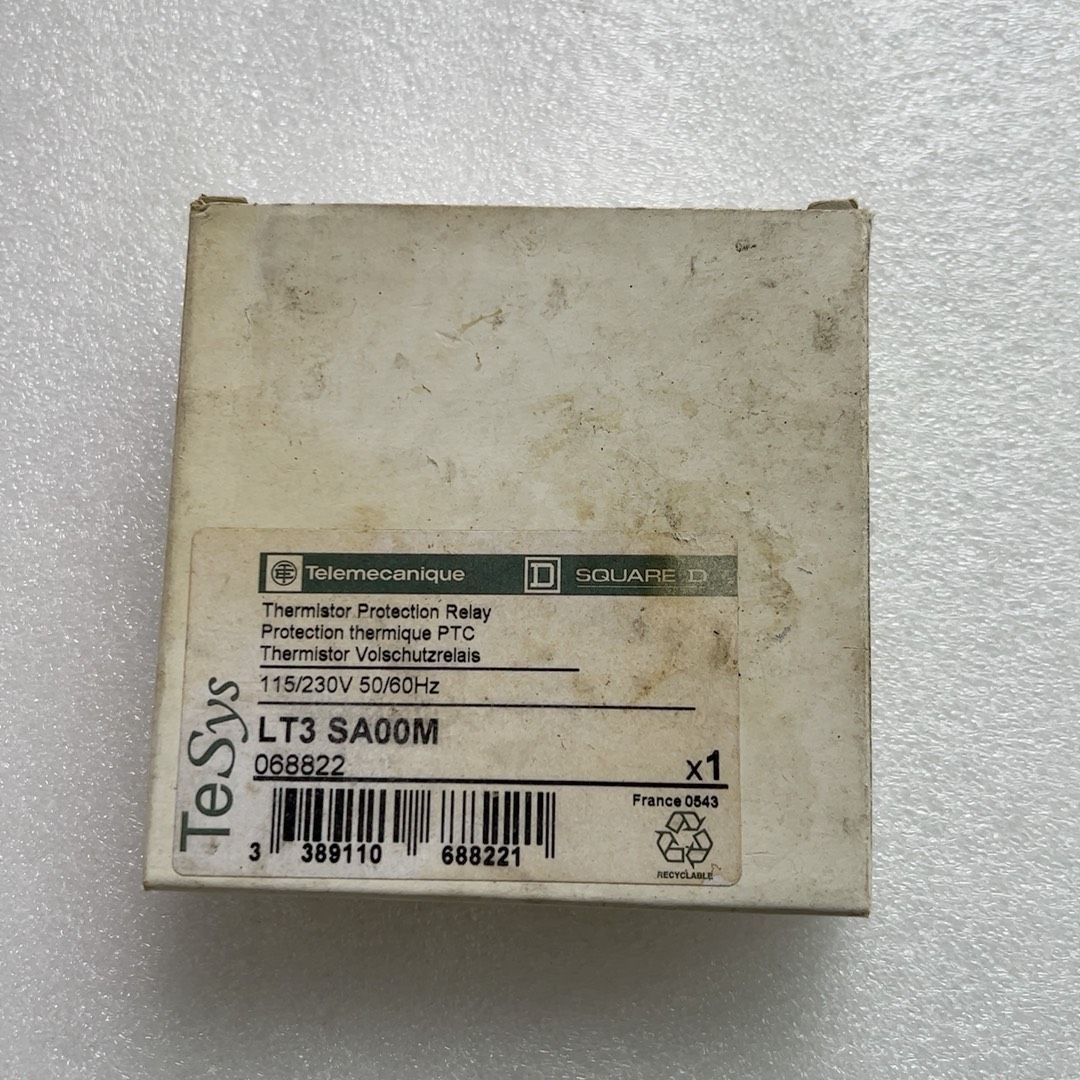 Telemecanique SQUARE D
Thermistor Protection Relay
Protection thermique PTC
Thermistor Volschutzrelais
115/230V 50/60Hz
TeSys
LT3 SA00M
068822 x1
France 0543
3 389110 688221
RECYCLABLE